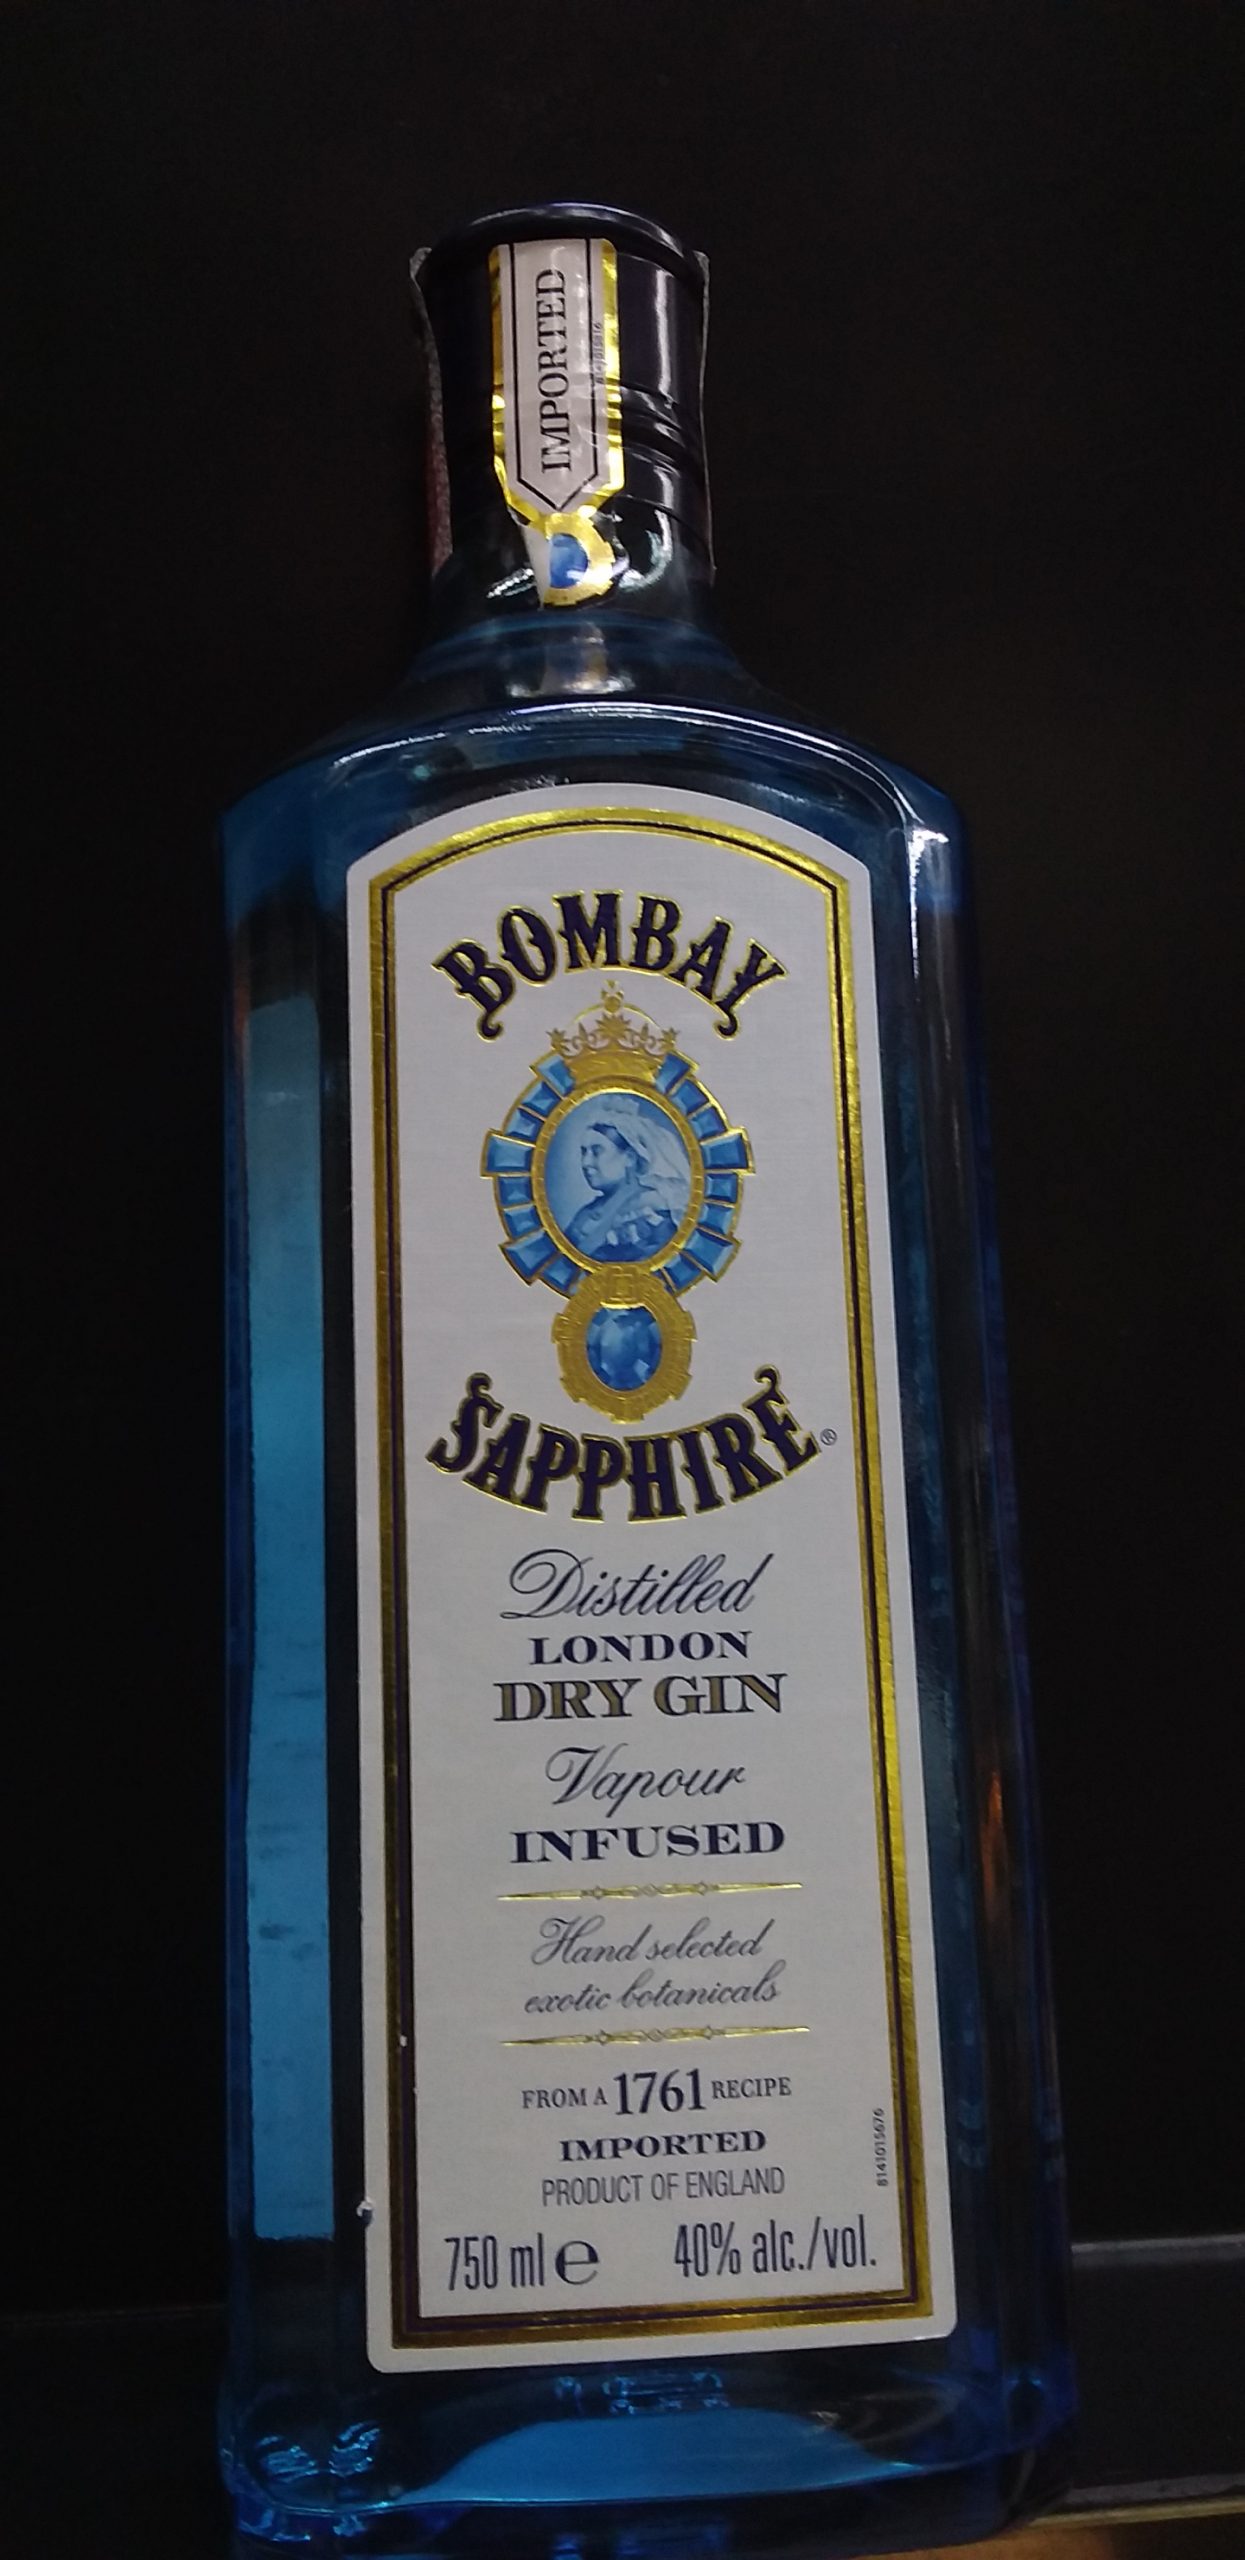 IMPORTED
BOMBAY
SAPPHIRE®
Distilled
LONDON
DRY GIN
Vapour
INFUSED
Hand selected
exotic botanicals
FROM A 1761 RECIPE
IMPORTED
PRODUCT OF ENGLAND
8141015676
750 ml e 40% alc./vol.